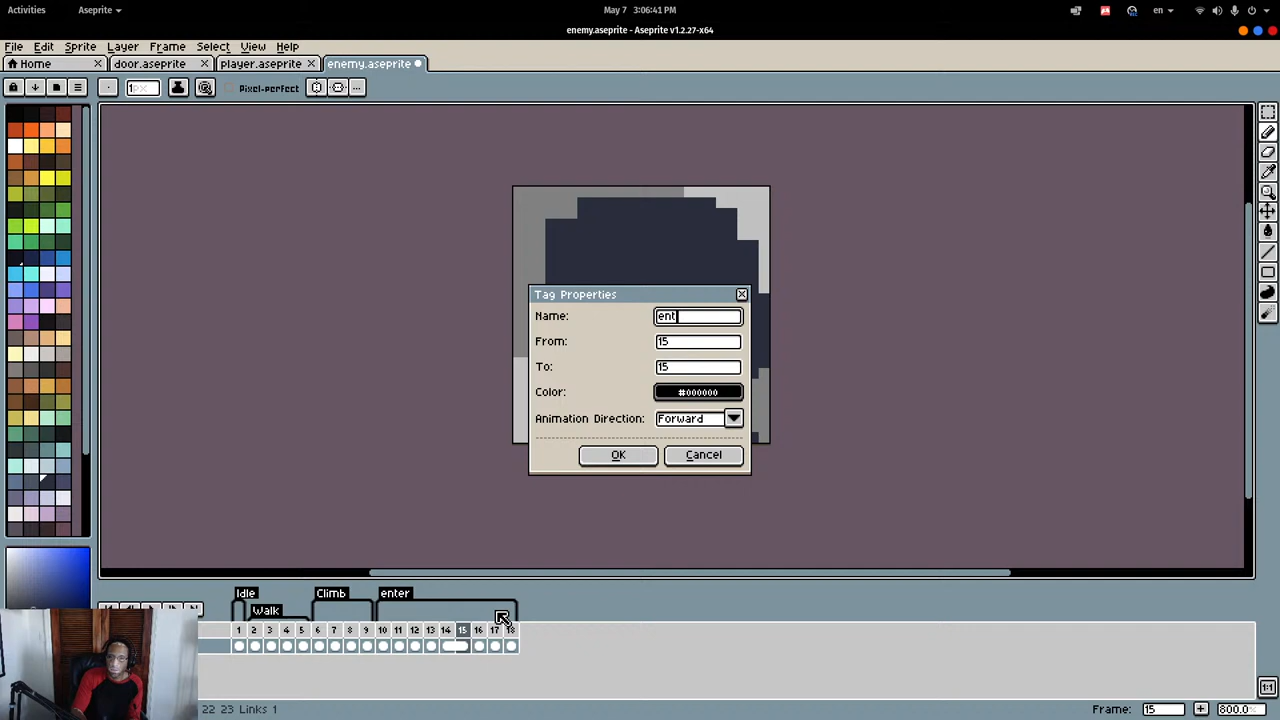 Activities Aseprite May 7 3:06:41 PM en
enemy.aseprite - Aseprite v1.2.27-x64
File Edit Sprite Layer Frame Select View Help
Home door.aseprite player.aseprite enemy.aseprite
1px Pixel-perfect
Tag Properties
Name: ent
From: 15
To: 15
Color: #000000
Animation Direction: Forward
OK Cancel
Idle Climb enter
Walk
1 2 3 4 5 6 7 8 9 10 11 12 13 14 15 16 17 18
1:1
22 23 Links 1 Frame: 15 800.0%